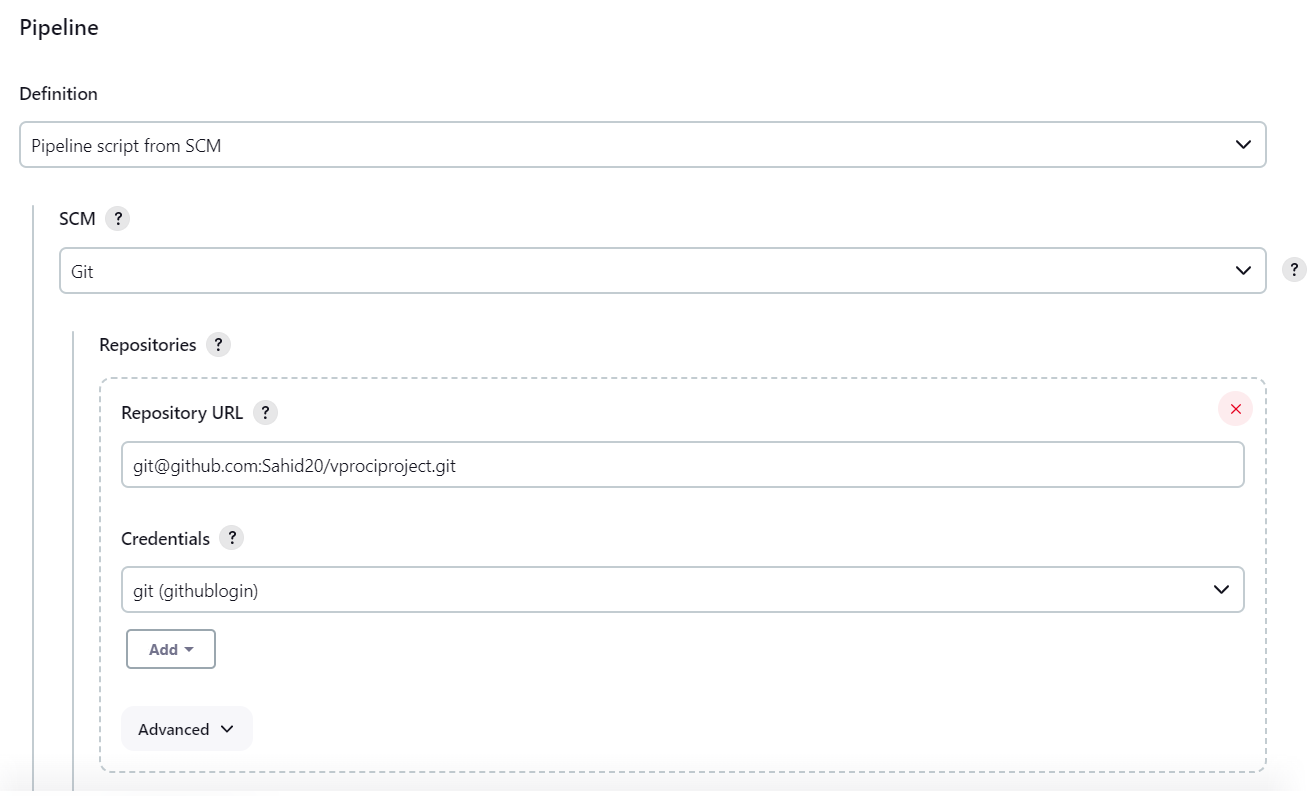 Pipeline
Definition
Pipeline script from SCM
SCM ?
Git
?
Repositories ?
Repository URL ?
git@github.com:Sahid20/vprociproject.git
Credentials ?
git (githublogin)
Add
Advanced